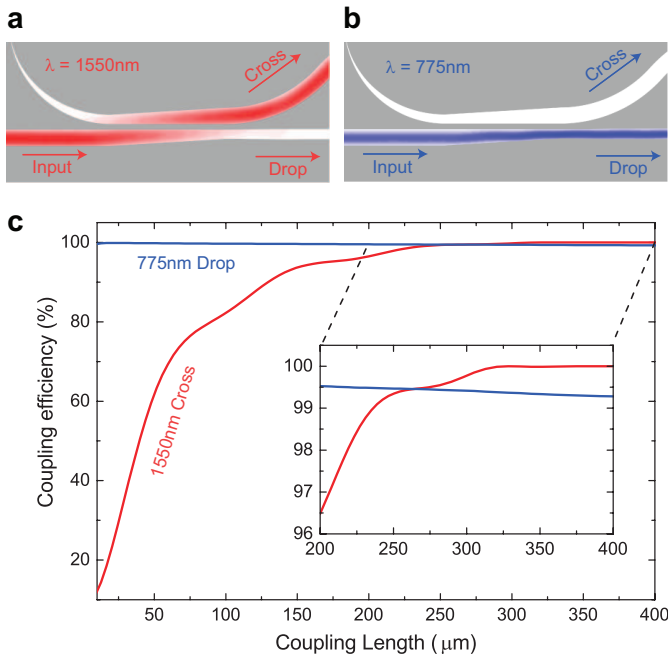 a
λ = 1550nm
Cross
Input
Drop
b
λ = 775nm
Cross
Input
Drop
c
Coupling efficiency (%)
100
80
60
40
20
775nm Drop
1550nm Cross
100
99
98
97
96
200 250 300 350 400
50 100 150 200 250 300 350 400
Coupling Length (μm)